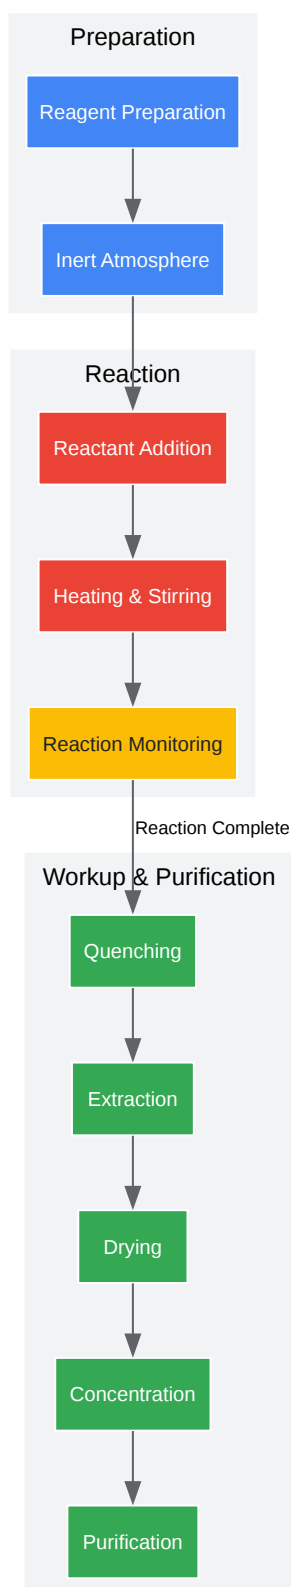 Preparation
Reagent Preparation
Inert Atmosphere
Reaction
Reactant Addition
Heating & Stirring
Reaction Monitoring
Reaction Complete
Workup & Purification
Quenching
Extraction
Drying
Concentration
Purification